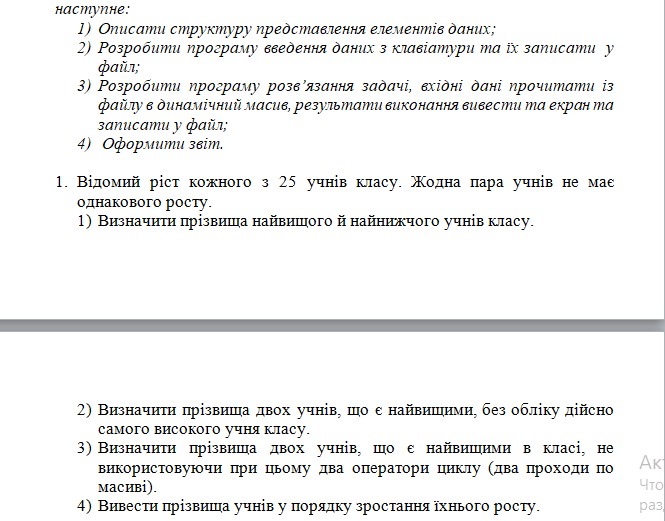 наступне:
1) Описати структуру представлення елементів даних;
2) Розробити програму введення даних з клавіатури та їх записати у
файл;
3) Розробити програму розв’язання задачі, вхідні дані прочитати із
файлу в динамічний масив, результати виконання вивести та екран та
записати у файл;
4) Оформити звіт.
1. Відомий ріст кожного з 25 учнів класу. Жодна пара учнів не має
однакового росту.
1) Визначити прізвища найвищого й найнижчого учнів класу.
2) Визначити прізвища двох учнів, що є найвищими, без обліку дійсно
самого високого учня класу.
3) Визначити прізвища двох учнів, що є найвищими в класі, не
використовуючи при цьому два оператори циклу (два проходи по
масиві).
4) Вивести прізвища учнів у порядку зростання їхнього росту.